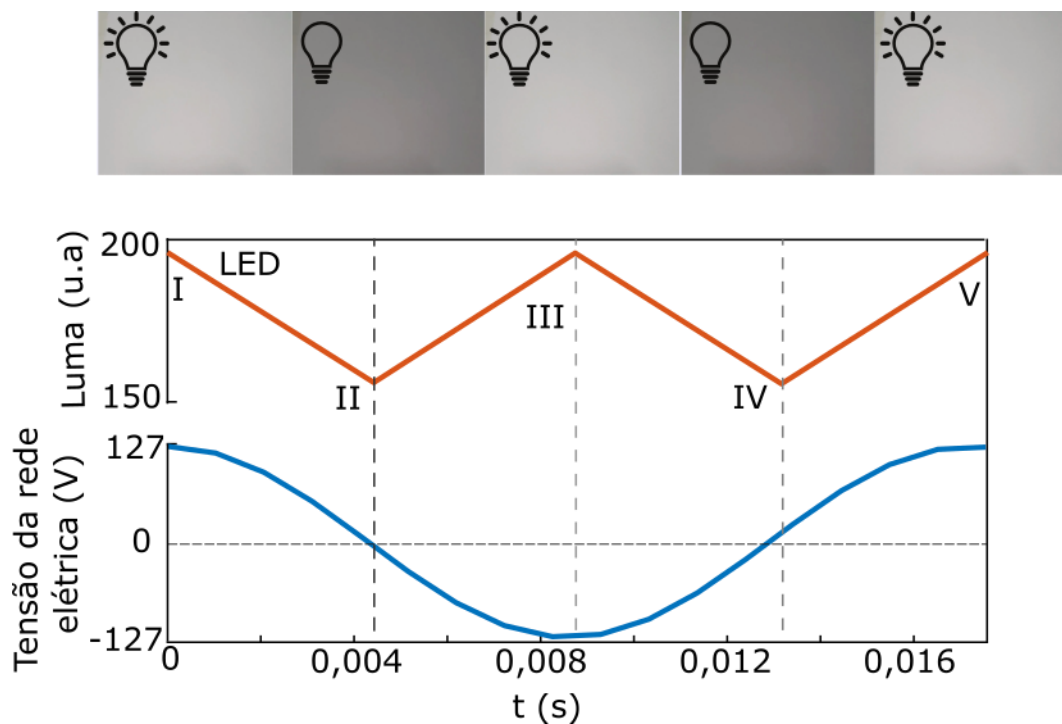 200
LED
I
III
V
II
IV
150
Luma (u.a)
127
0
-127
Tensão da rede
elétrica (V)
0
0,004
0,008
0,012
0,016
t (s)